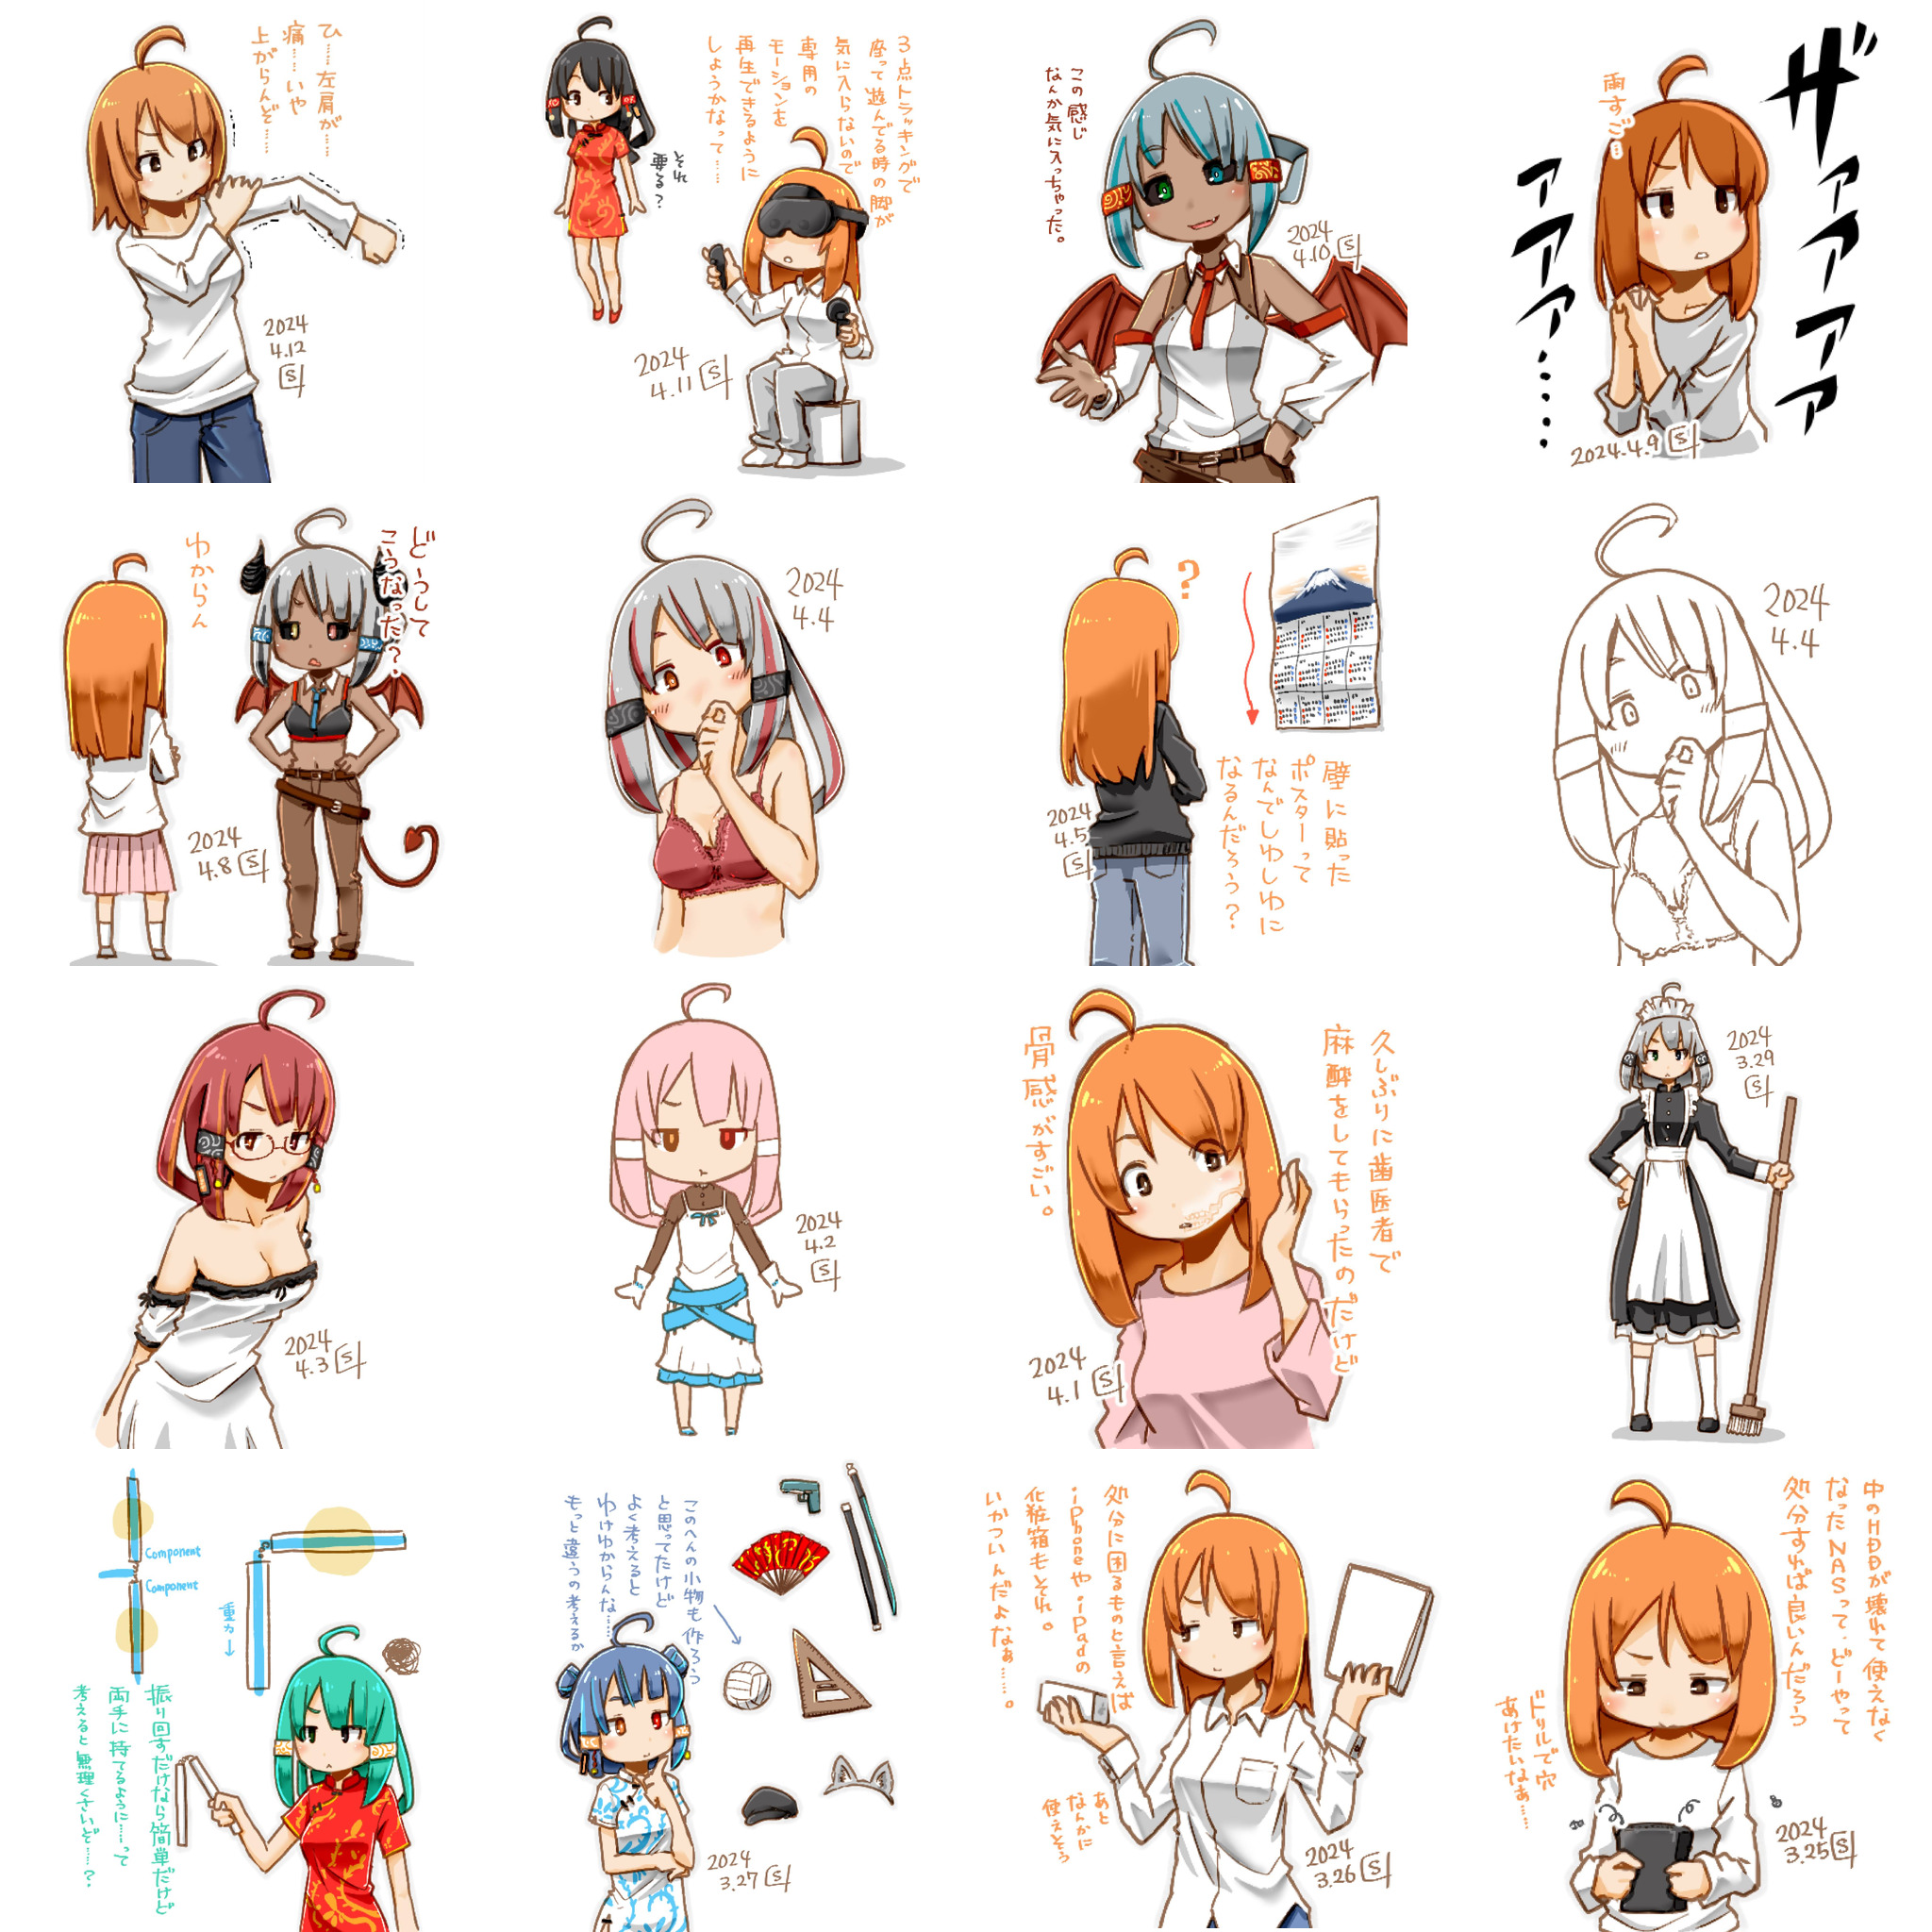 ひ……左肩が……
痛……いや
上がらんぞ……
2024
4.12
S
3点トラッキングで
座って遊んでる時の脚が
気に入らないので
専用の
モーションを
再生できるように
しようかなって……
それ
要る?
2024
4.11 S
この感じ
なんか気に入っちゃった。
2024
4.10 S
ザァァァァ
アアァ……
雨すご…
2024.4.9 S
わからん
どーしてこうなった?
2024
4.8 S
2024
4.4
?
壁に貼った
ポスターって
なんでしわしわに
なるんだろう?
2024
4.5
S
2024
4.4
2024
4.3 S
2024
4.2
S
久しぶりに歯医者で
麻酔をしてもらったのだけど
骨感がすごい。
2024
4.1 S
2024
3.29
S
Component
Component
重力↓
振り回すだけなら簡単だけど
両手に持てるように……って
考えると無理くさいぞ……?
このへんの小物も作ろう
と思ってたけど
よく考えると
わけわからんな……
もっと違うの考えるか
2024
3.27 S
処分に困るものと言えば
iPhoneやiPadの
化粧箱もそれ。
いかついんだよなぁ……。
あと
なんかに
使えそう
2024
3.26 S
中のHDDが壊れて使えなく
なったNASって、どーやって
処分すれば良いんだろう
ドリルで穴
あけたいなぁ……
2024
3.25 S